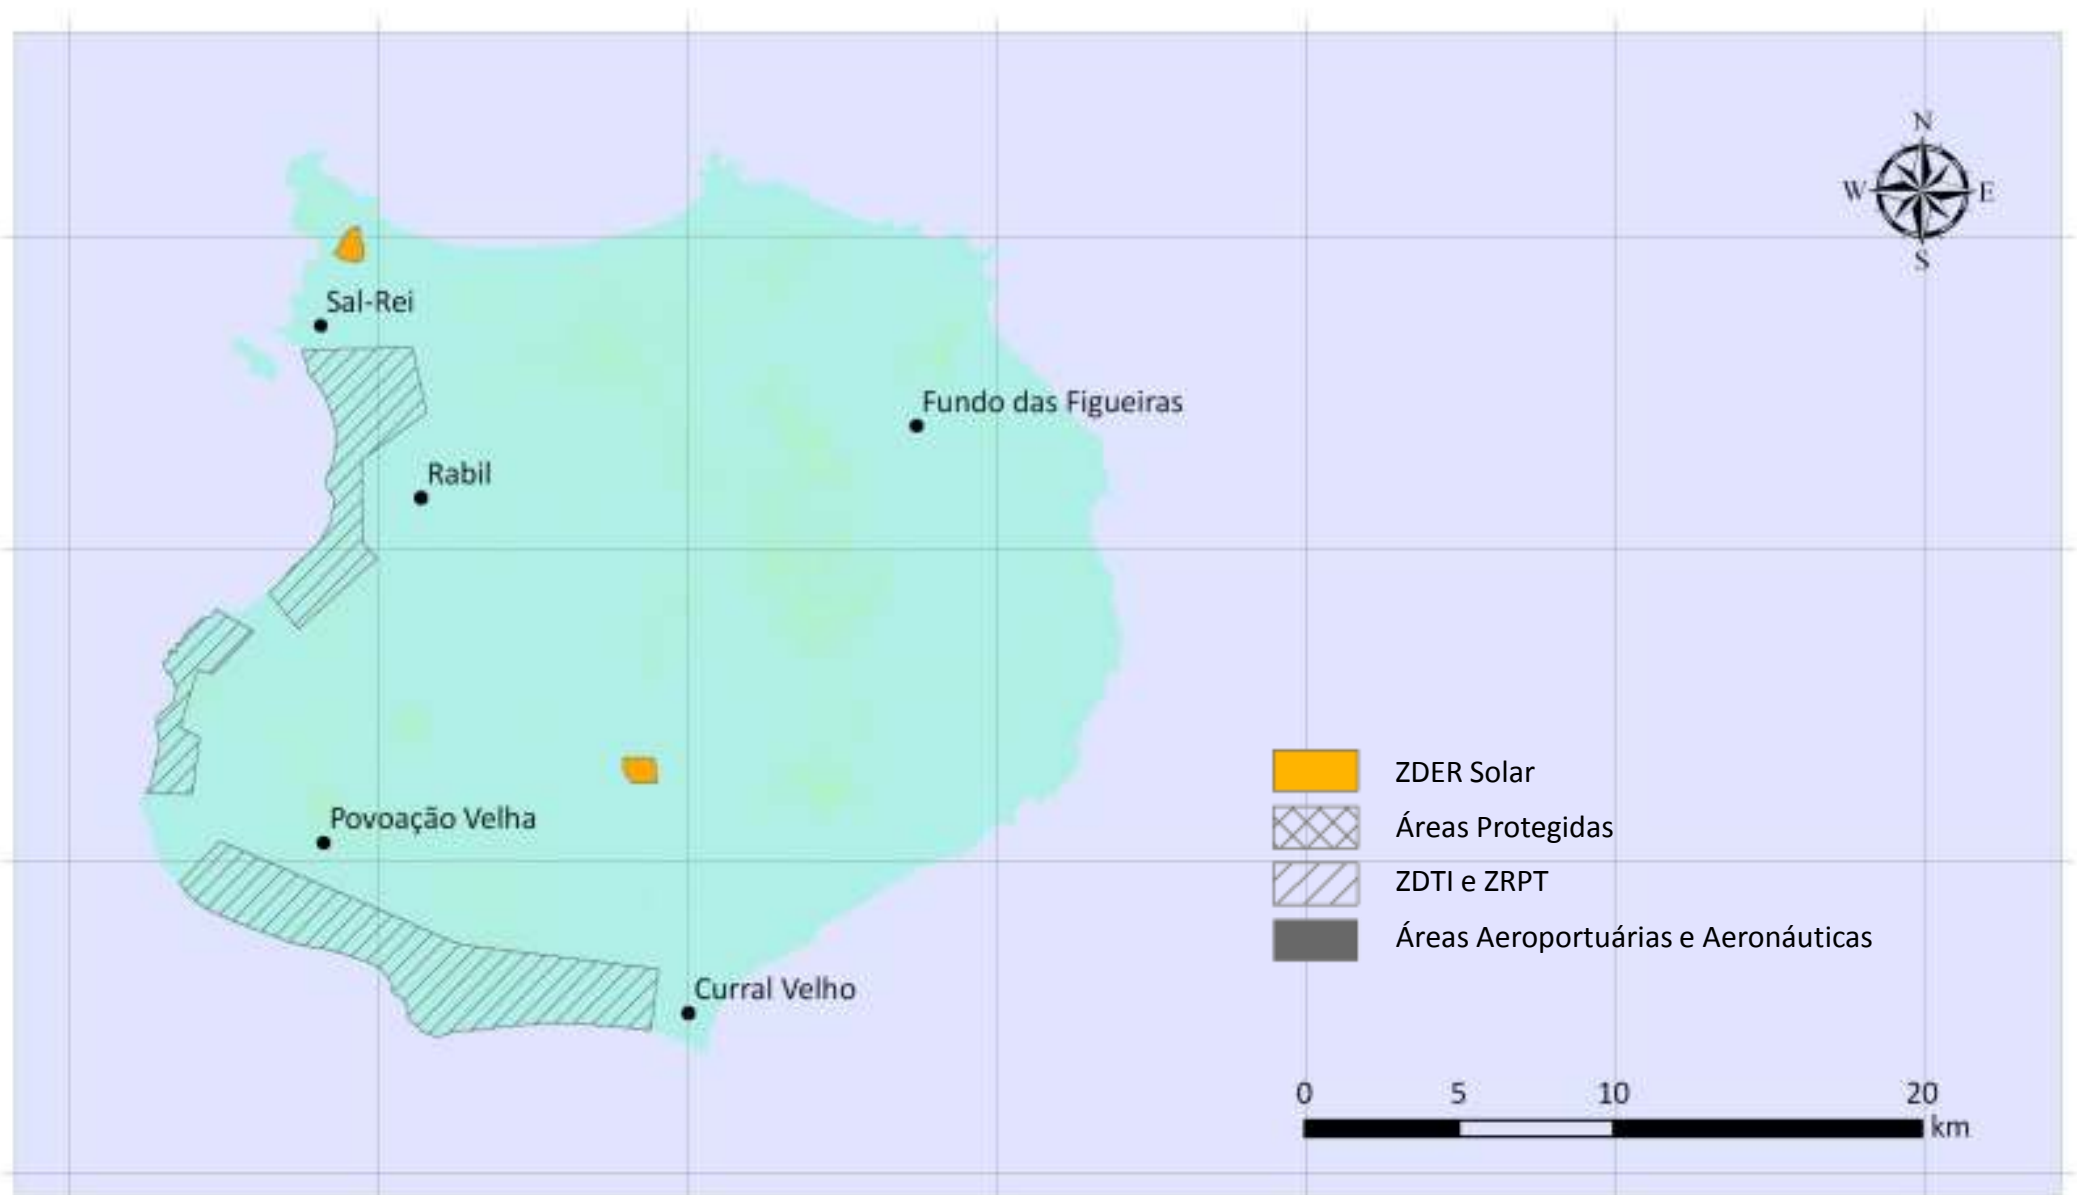 N
W E
S
Sal-Rei
Fundo das Figueiras
Rabil
ZDER Solar
Povoação Velha
Áreas Protegidas
ZDTI e ZRPT
Áreas Aeroportuárias e Aeronáuticas
Curral Velho
0 5 10 20
km